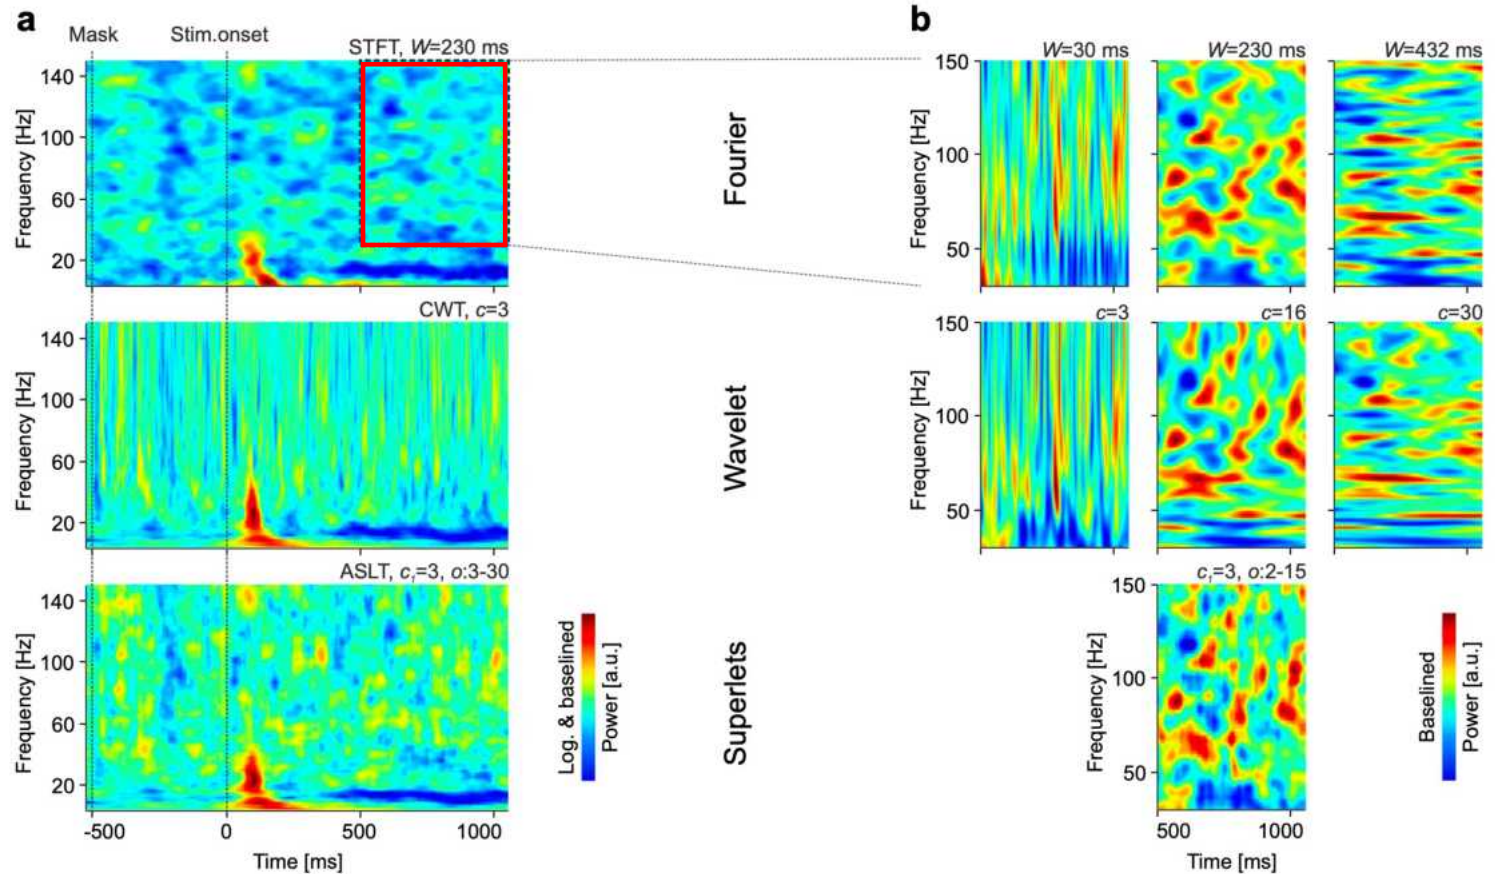 a
Mask
Stim.onset
STFT, W=230 ms
Frequency [Hz]
140
100
60
20
Fourier
b
W=30 ms
W=230 ms
W=432 ms
Frequency [Hz]
150
100
50
CWT, c=3
Frequency [Hz]
140
100
60
20
Wavelet
c=3
c=16
c=30
Frequency [Hz]
150
100
50
ASLT, c₁=3, o:3-30
Frequency [Hz]
140
100
60
20
-500
0
500
1000
Time [ms]
Log. & baselined
Power [a.u.]
Superlets
c₁=3, o:2-15
Frequency [Hz]
150
100
50
500
1000
Time [ms]
Baselined
Power [a.u.]